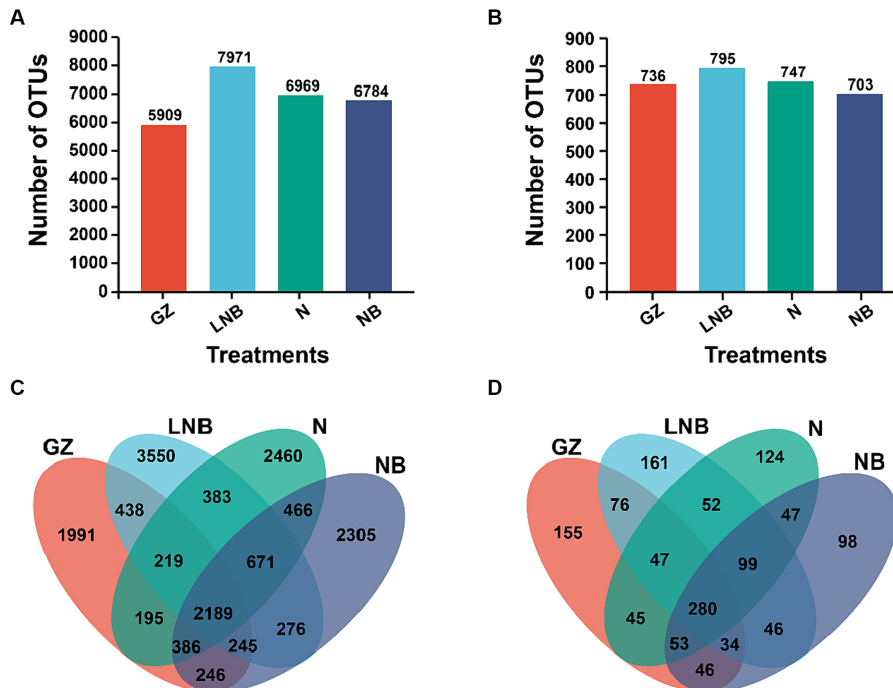 A
Number of OTUs
9000
8000
7000
6000
5000
4000
3000
2000
1000
0
5909
7971
6969
6784
GZ
LNB
N
NB
Treatments
B
Number of OTUs
900
800
700
600
500
400
300
200
100
0
736
795
747
703
GZ
LNB
N
NB
Treatments
C
GZ
LNB
N
NB
3550
2460
438
383
466
1991
2305
219
671
195
2189
276
386
245
246
D
GZ
LNB
N
NB
161
124
76
52
47
155
98
47
99
280
45
46
53
34
46